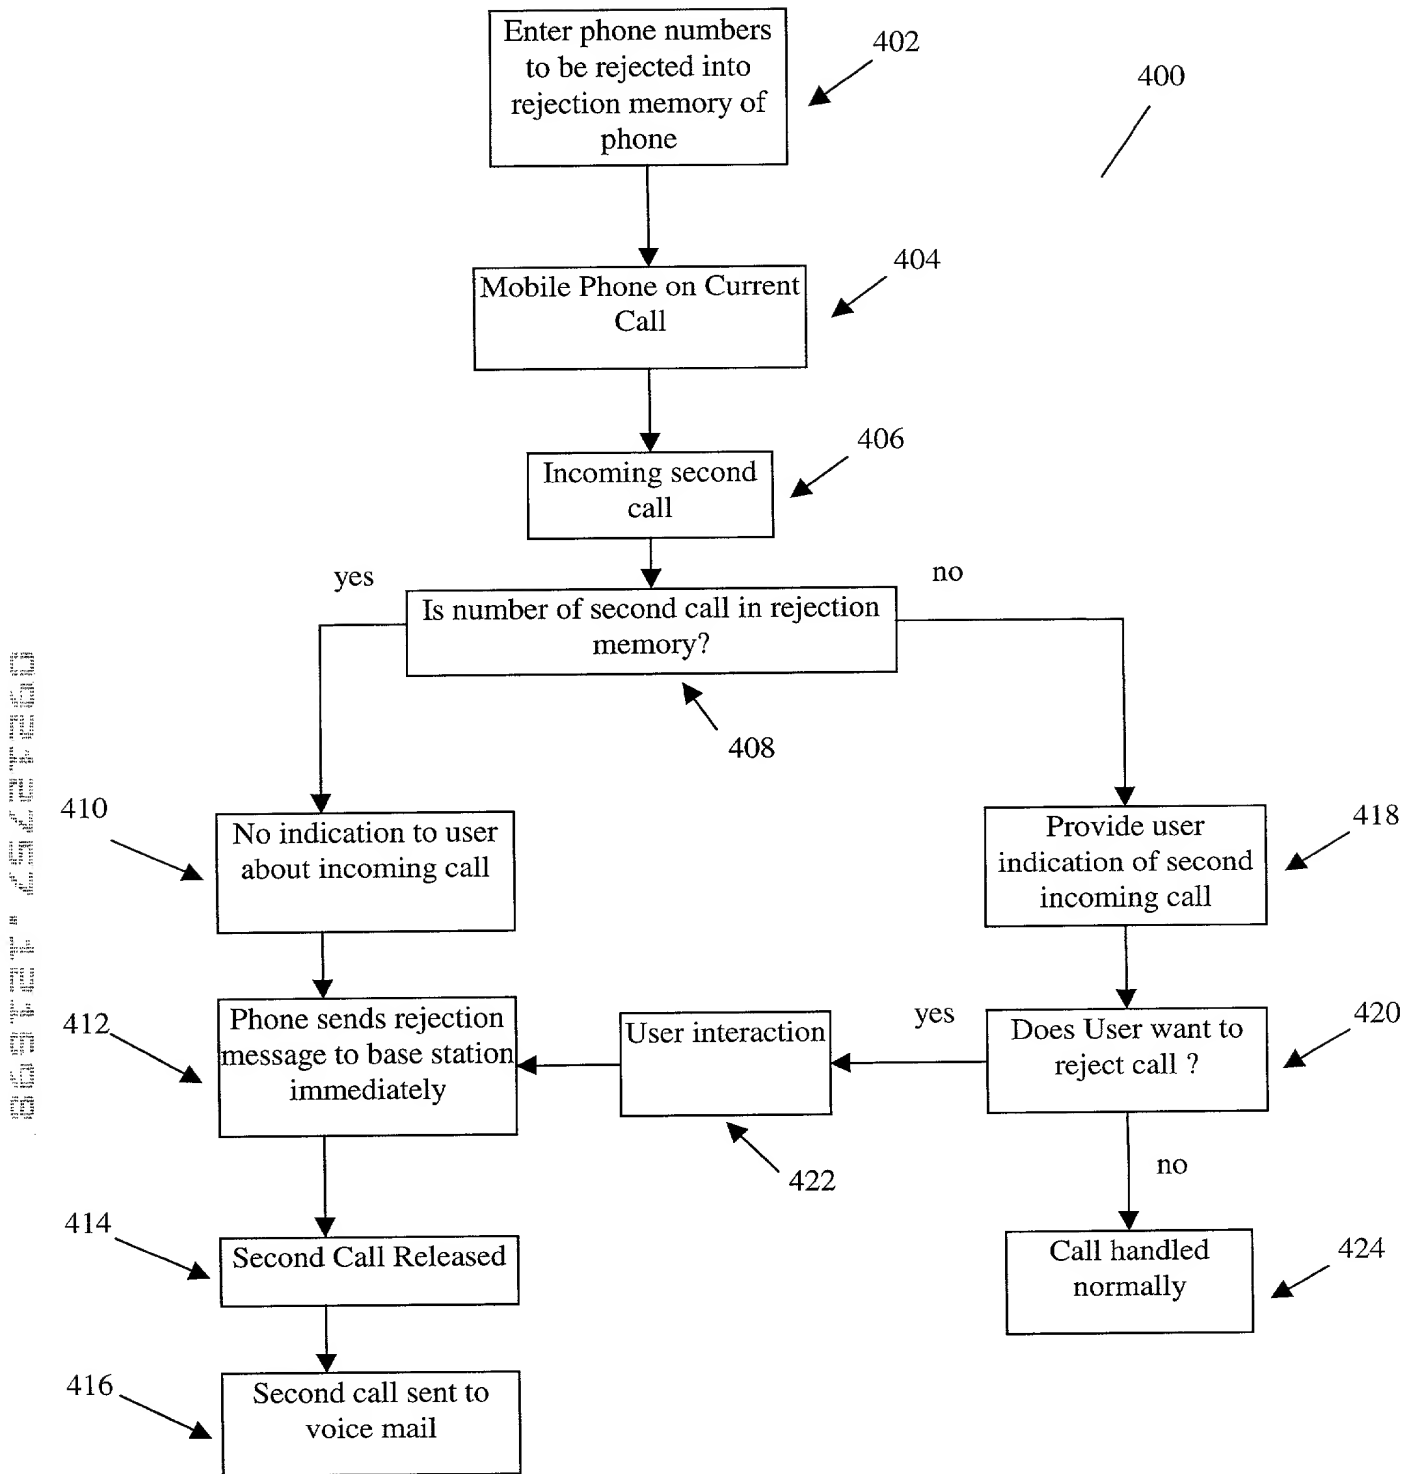 Enter phone numbers
to be rejected into
rejection memory of
phone
402
400
Mobile Phone on Current
Call
404
Incoming second
call
406
yes
no
Is number of second call in rejection
memory?
408
410
No indication to user
about incoming call
Provide user
indication of second
incoming call
418
412
Phone sends rejection
message to base station
immediately
User interaction
422
yes
Does User want to
reject call ?
420
no
414
Second Call Released
Call handled
normally
424
416
Second call sent to
voice mail